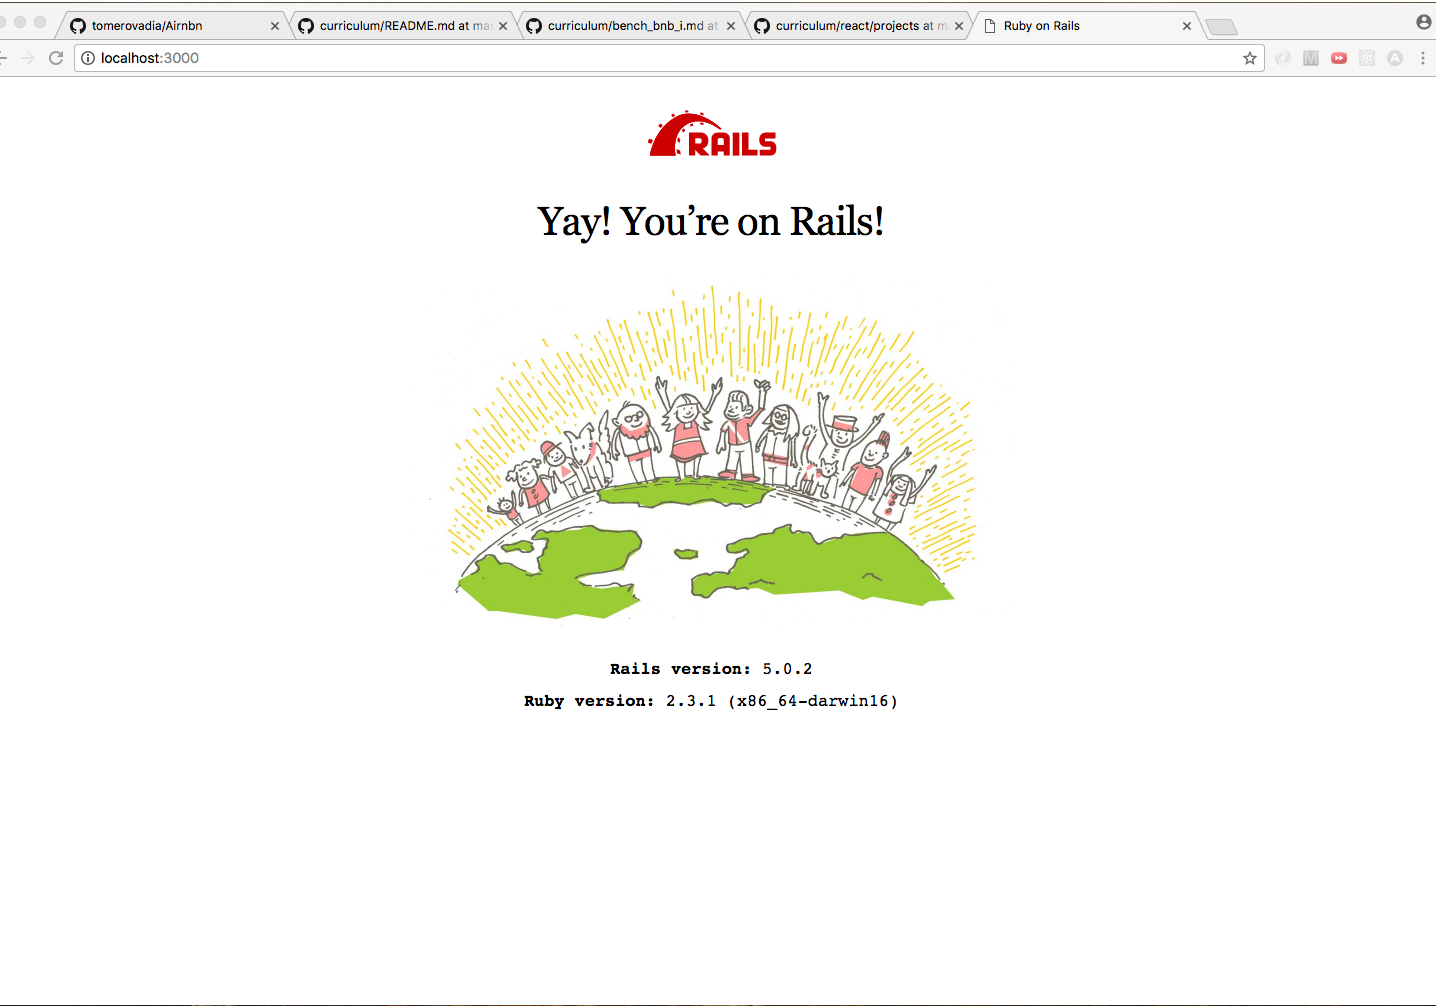 tomerovadia/Airnbn
curriculum/README.md at mas
curriculum/bench_bnb_i.md at
curriculum/react/projects at m
Ruby on Rails
localhost:3000
RAILS
Yay! You’re on Rails!
Rails version: 5.0.2
Ruby version: 2.3.1 (x86_64-darwin16)